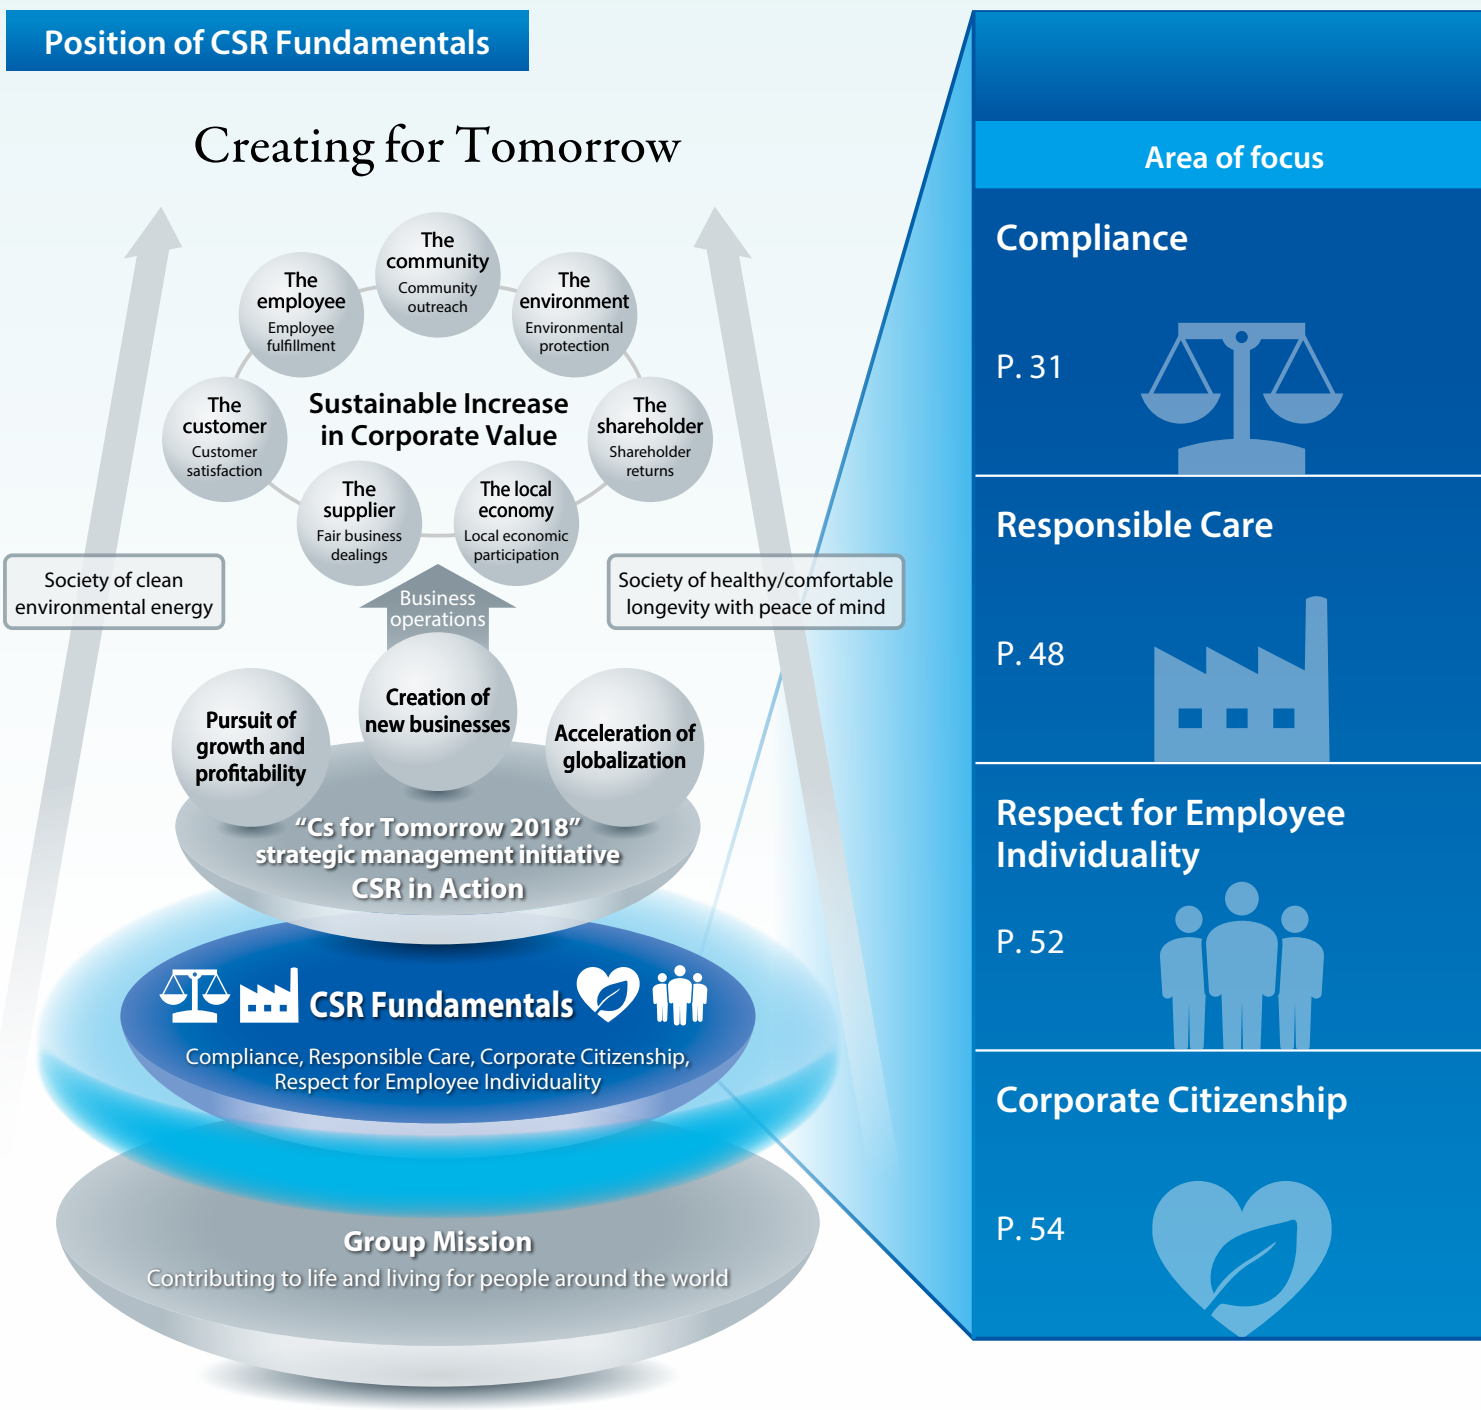 Position of CSR Fundamentals
Creating for Tomorrow
The
community
Community
outreach
The
employee
Employee
fulfillment
The
environment
Environmental
protection
The
customer
Customer
satisfaction
Sustainable Increase
in Corporate Value
The
shareholder
Shareholder
returns
The
supplier
Fair business
dealings
The local
economy
Local economic
participation
Society of clean
environmental energy
Business
operations
Society of healthy/comfortable
longevity with peace of mind
Pursuit of
growth and
profitability
Creation of
new businesses
Acceleration of
globalization
“Cs for Tomorrow 2018”
strategic management initiative
CSR in Action
CSR Fundamentals
Compliance, Responsible Care, Corporate Citizenship,
Respect for Employee Individuality
Group Mission
Contributing to life and living for people around the world
Area of focus
Compliance
P. 31
Responsible Care
P. 48
Respect for Employee
Individuality
P. 52
Corporate Citizenship
P. 54